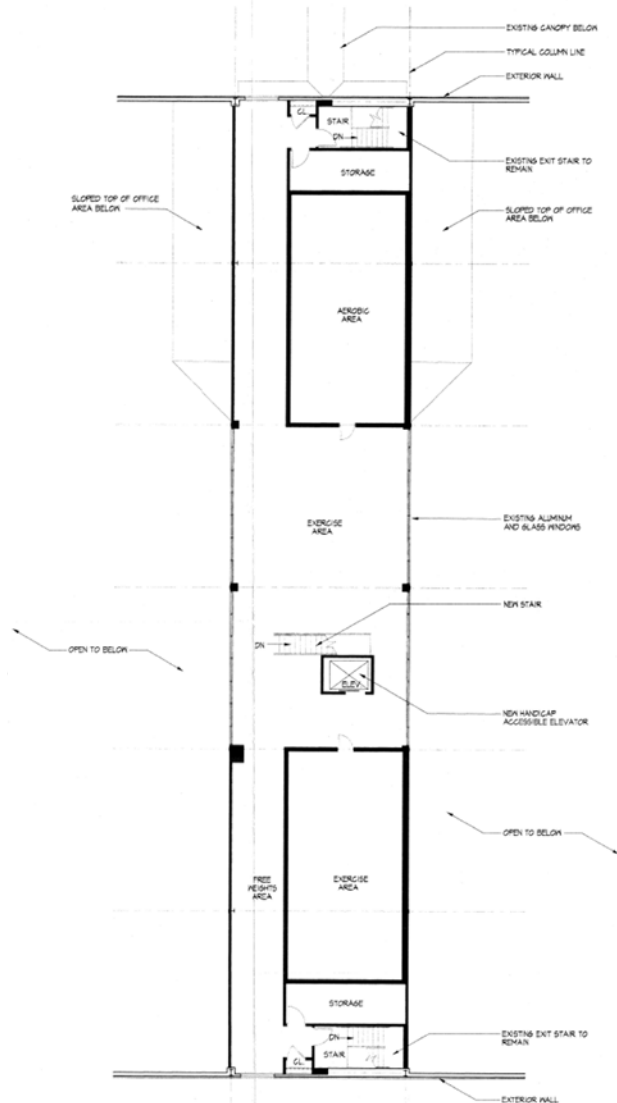 EXISTING CANOPY BELOW
TYPICAL COLUMN LINE
EXTERIOR WALL
CL.
STAIR
DN
EXISTING EXIT STAIR TO
REMAIN
STORAGE
SLOPED TOP OF OFFICE
AREA BELOW
SLOPED TOP OF OFFICE
AREA BELOW
AEROBIC
AREA
EXERCISE
AREA
EXISTING ALUMINUM
AND GLASS WINDOWS
NEW STAIR
DN
OPEN TO BELOW
ELEV.
NEW HANDICAP
ACCESSIBLE ELEVATOR
OPEN TO BELOW
FREE
WEIGHTS
AREA
EXERCISE
AREA
STORAGE
DN
EXISTING EXIT STAIR TO
REMAIN
STAIR
CL.
EXTERIOR WALL